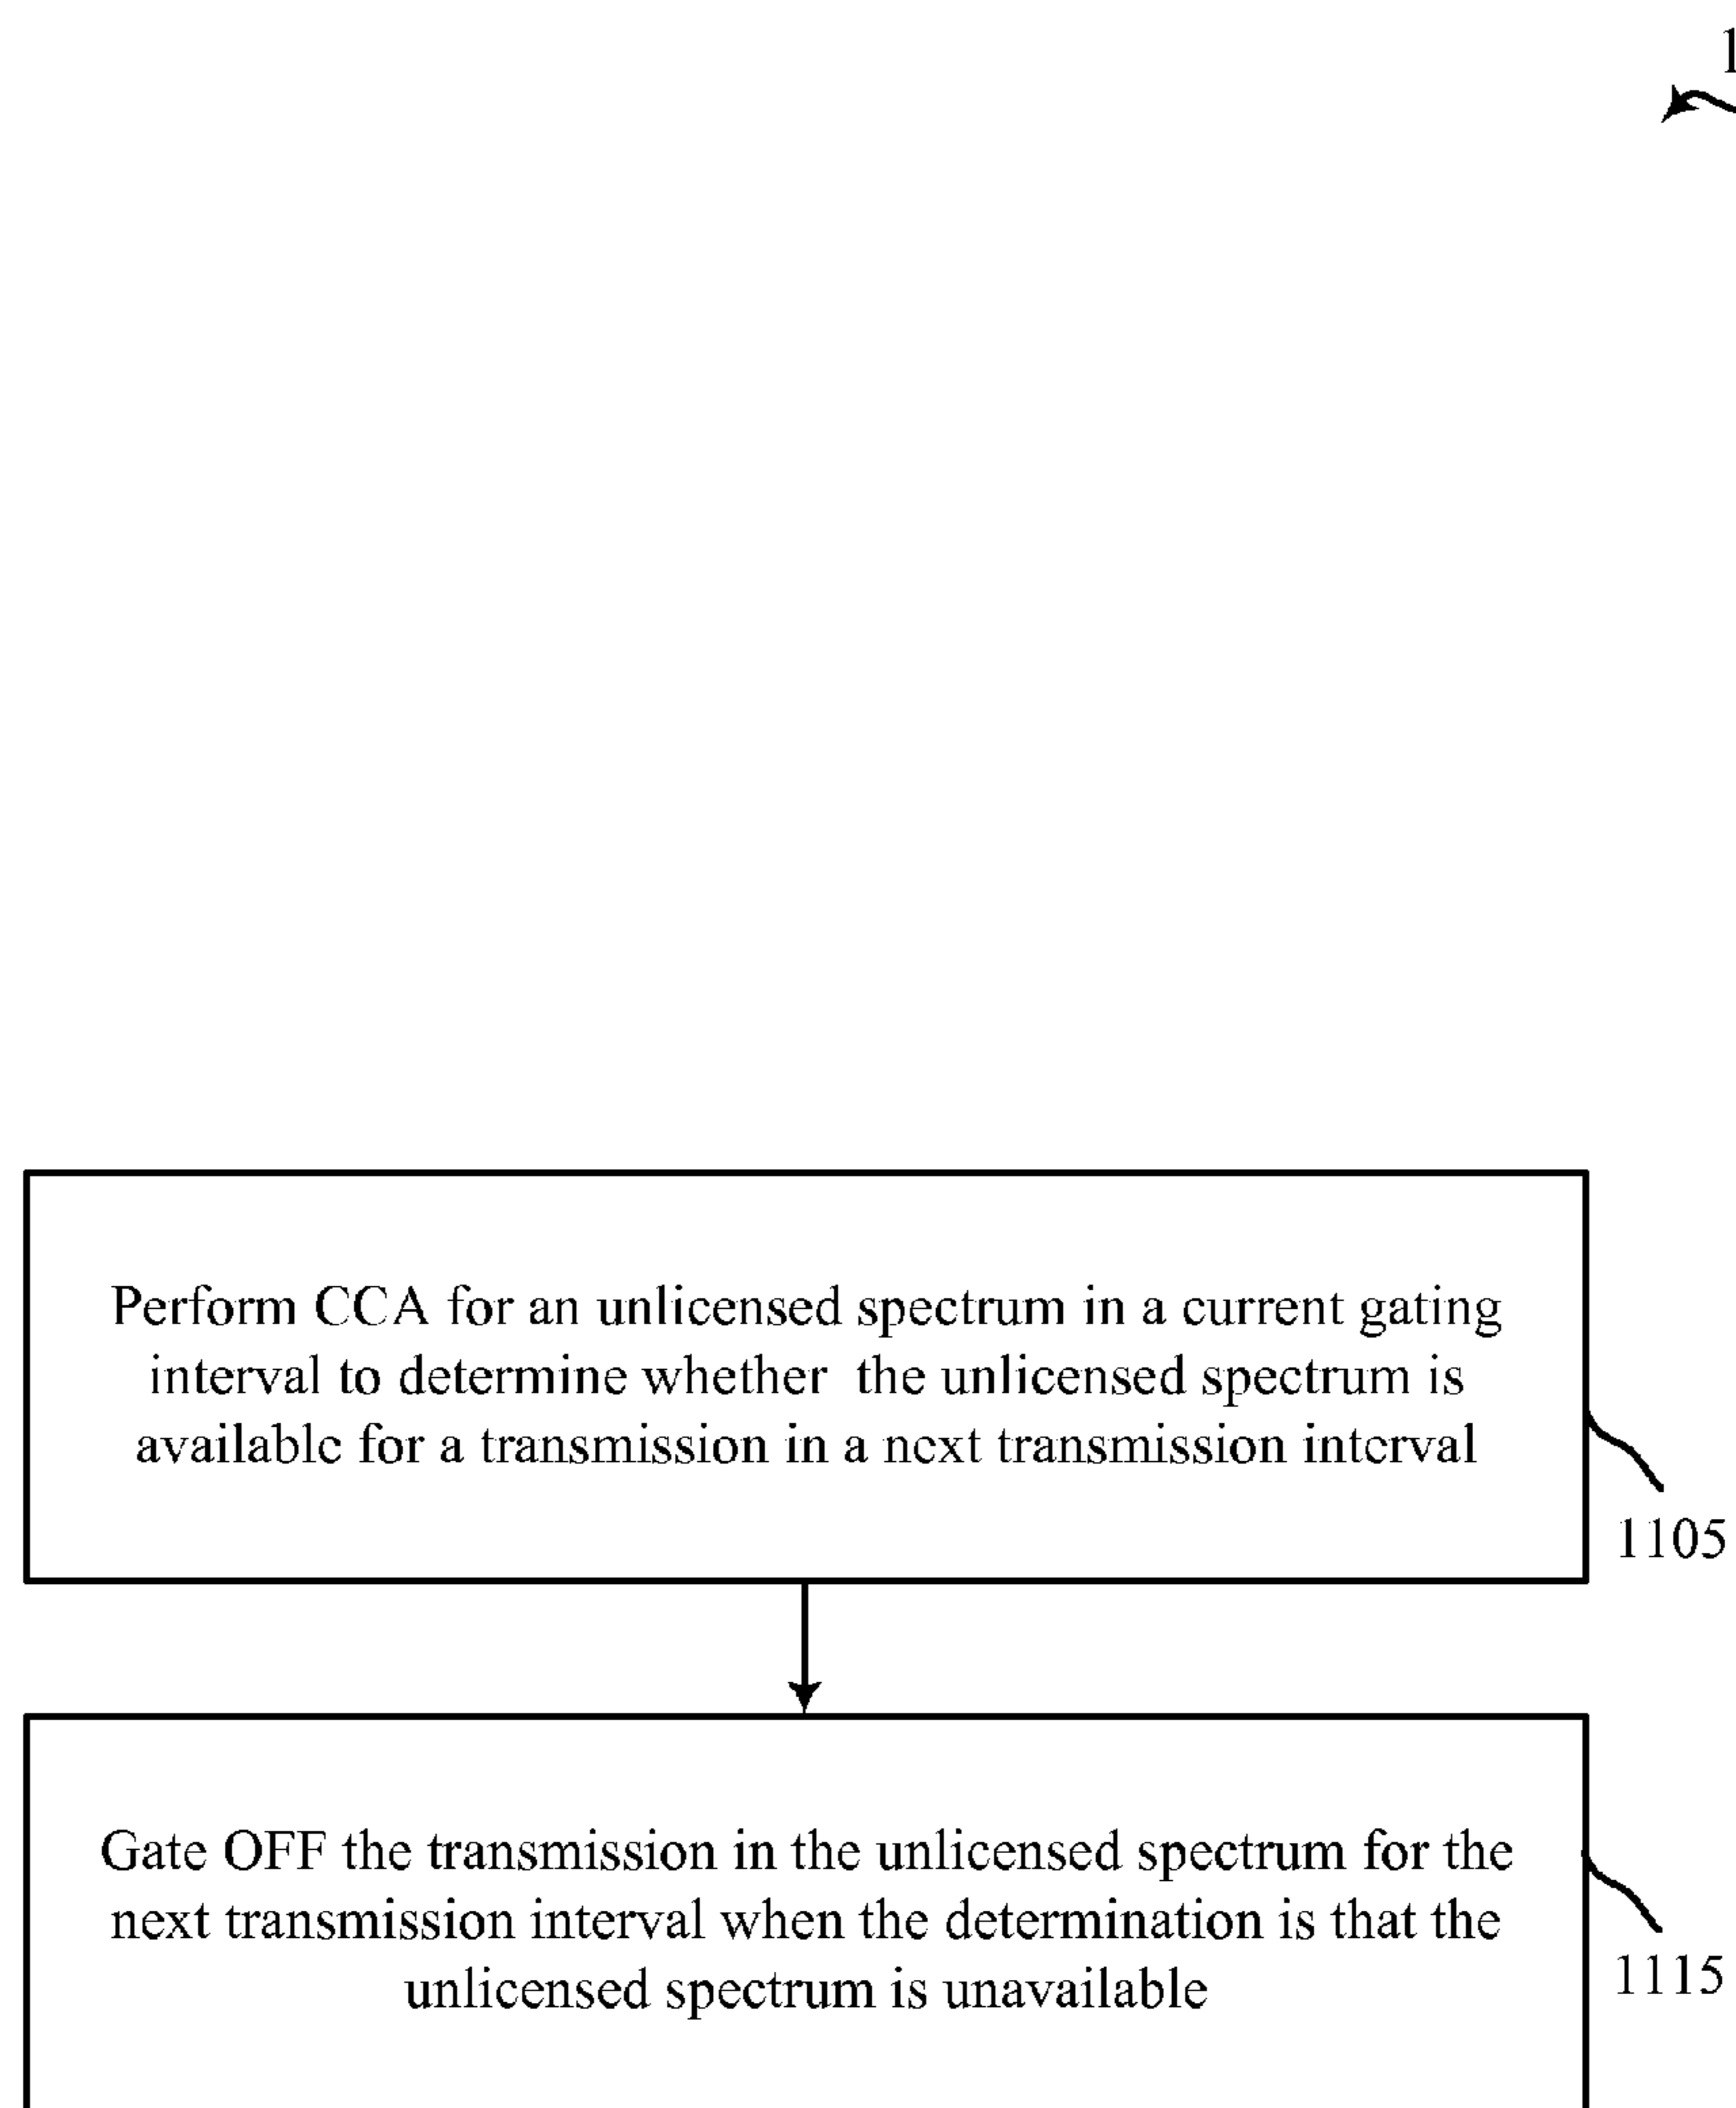 Perform CCA for an unlicensed spectrum in a current gating
interval to determine whether the unlicensed spectrum is
available for a transmission in a next transmission interval
1105
Gate OFF the transmission in the unlicensed spectrum for the
next transmission interval when the determination is that the
unlicensed spectrum is unavailable
1115